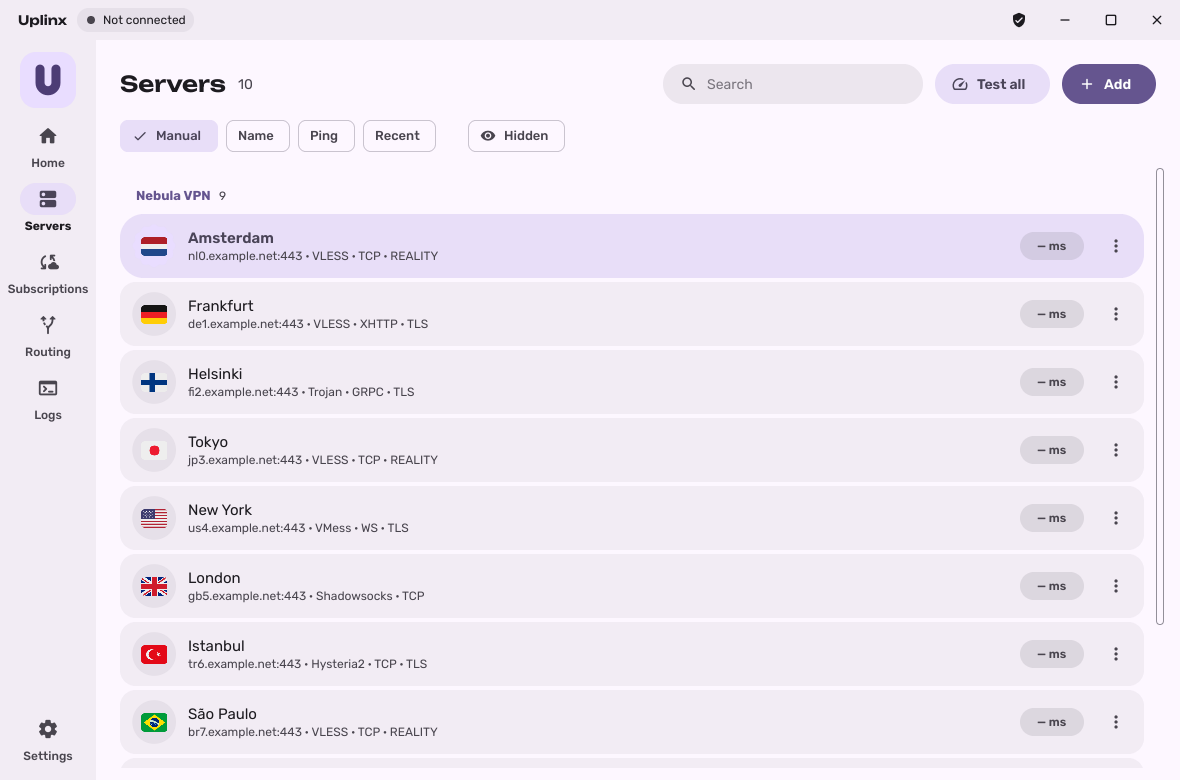 Uplinx
Not connected
U
Home
Servers
Subscriptions
Routing
Logs
Settings
Servers 10
Search
Test all
Add
Manual
Name
Ping
Recent
Hidden
Nebula VPN 9
Amsterdam
nl0.example.net:443 • VLESS • TCP • REALITY
– ms
Frankfurt
de1.example.net:443 • VLESS • XHTTP • TLS
– ms
Helsinki
fi2.example.net:443 • Trojan • GRPC • TLS
– ms
Tokyo
jp3.example.net:443 • VLESS • TCP • REALITY
– ms
New York
us4.example.net:443 • VMess • WS • TLS
– ms
London
gb5.example.net:443 • Shadowsocks • TCP
– ms
Istanbul
tr6.example.net:443 • Hysteria2 • TCP • TLS
– ms
São Paulo
br7.example.net:443 • VLESS • TCP • REALITY
– ms